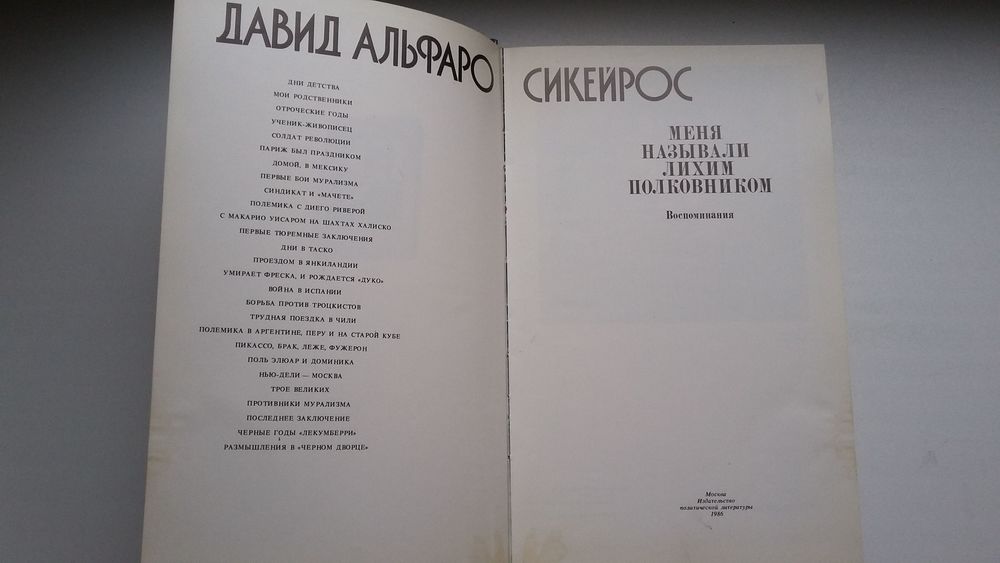 ДАВИД АЛЬФАРО
ДНИ ДЕТСТВА
МОИ РОДСТВЕННИКИ
ОТРОЧЕСКИЕ ГОДЫ
УЧЕНИК-ЖИВОПИСЕЦ
СОЛДАТ РЕВОЛЮЦИИ
ПАРИЖ БЫЛ ПРАЗДНИКОМ
ДОМОЙ, В МЕКСИКУ
ПЕРВЫЕ БОИ МУРАЛИЗМА
СИНДИКАТ И «МАЧЕТЕ»
ПОЛЕМИКА С ДИЕГО РИВЕРОЙ
С МАКАРИО УИСАРОМ НА ШАХТАХ ХАЛИСКО
ПЕРВЫЕ ТЮРЕМНЫЕ ЗАКЛЮЧЕНИЯ
ДНИ В ТАСКО
ПРОЕЗДОМ В ЯНКИЛАНДИИ
УМИРАЕТ ФРЕСКА, И РОЖДАЕТСЯ «ДУКО»
ВОЙНА В ИСПАНИИ
БОРЬБА ПРОТИВ ТРОЦКИСТОВ
ТРУДНАЯ ПОЕЗДКА В ЧИЛИ
ПОЛЕМИКА В АРГЕНТИНЕ, ПЕРУ И НА СТАРОЙ КУБЕ
ПИКАССО, БРАК, ЛЕЖЕ, ФУЖЕРОН
ПОЛЬ ЭЛЮАР И ДОМИНИКА
НЬЮ-ДЕЛИ — МОСКВА
ТРОЕ ВЕЛИКИХ
ПРОТИВНИКИ МУРАЛИЗМА
ПОСЛЕДНЕЕ ЗАКЛЮЧЕНИЕ
ЧЕРНЫЕ ГОДЫ «ЛЕКУМБЕРРИ»
РАЗМЫШЛЕНИЯ В «ЧЕРНОМ ДВОРЦЕ»
СИКЕЙРОС
МЕНЯ
НАЗЫВАЛИ
ЛИХИМ
ПОЛКОВНИКОМ
Воспоминания
Москва
Издательство
политической литературы
1986